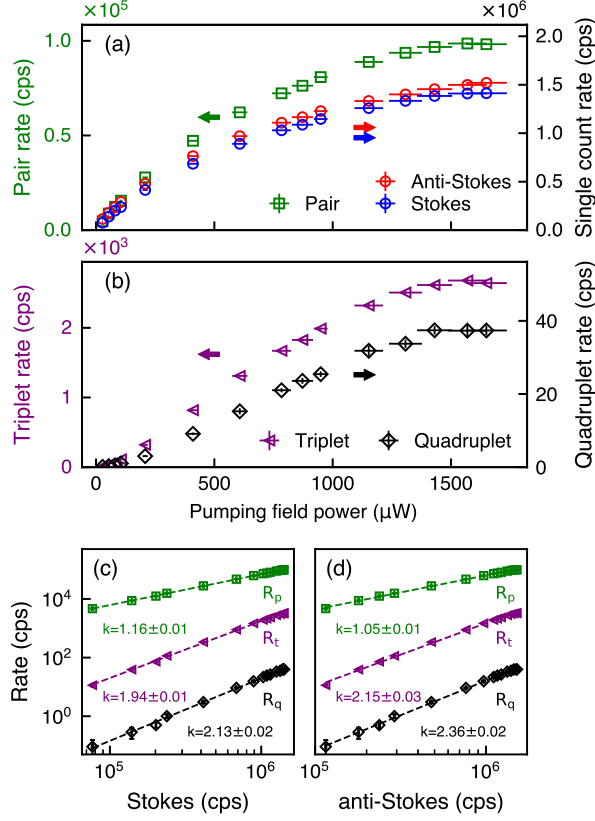 ×10⁵
×10⁶
(a)
Pair rate (cps)
1.0
0.5
0.0
2.0
1.5
1.0
0.5
0.0
Single count rate (cps)
Pair
Anti-Stokes
Stokes
×10³
(b)
Triplet rate (cps)
2
1
0
40
20
0
Quadruplet rate (cps)
Triplet
Quadruplet
0
500
1000
1500
Pumping field power (μW)
(c)
Rate (cps)
10⁴
10²
10⁰
Rₚ
k=1.16±0.01
Rₜ
k=1.94±0.01
R_q
k=2.13±0.02
10⁵
10⁶
Stokes (cps)
(d)
Rₚ
k=1.05±0.01
Rₜ
k=2.15±0.03
R_q
k=2.36±0.02
10⁵
10⁶
anti-Stokes (cps)